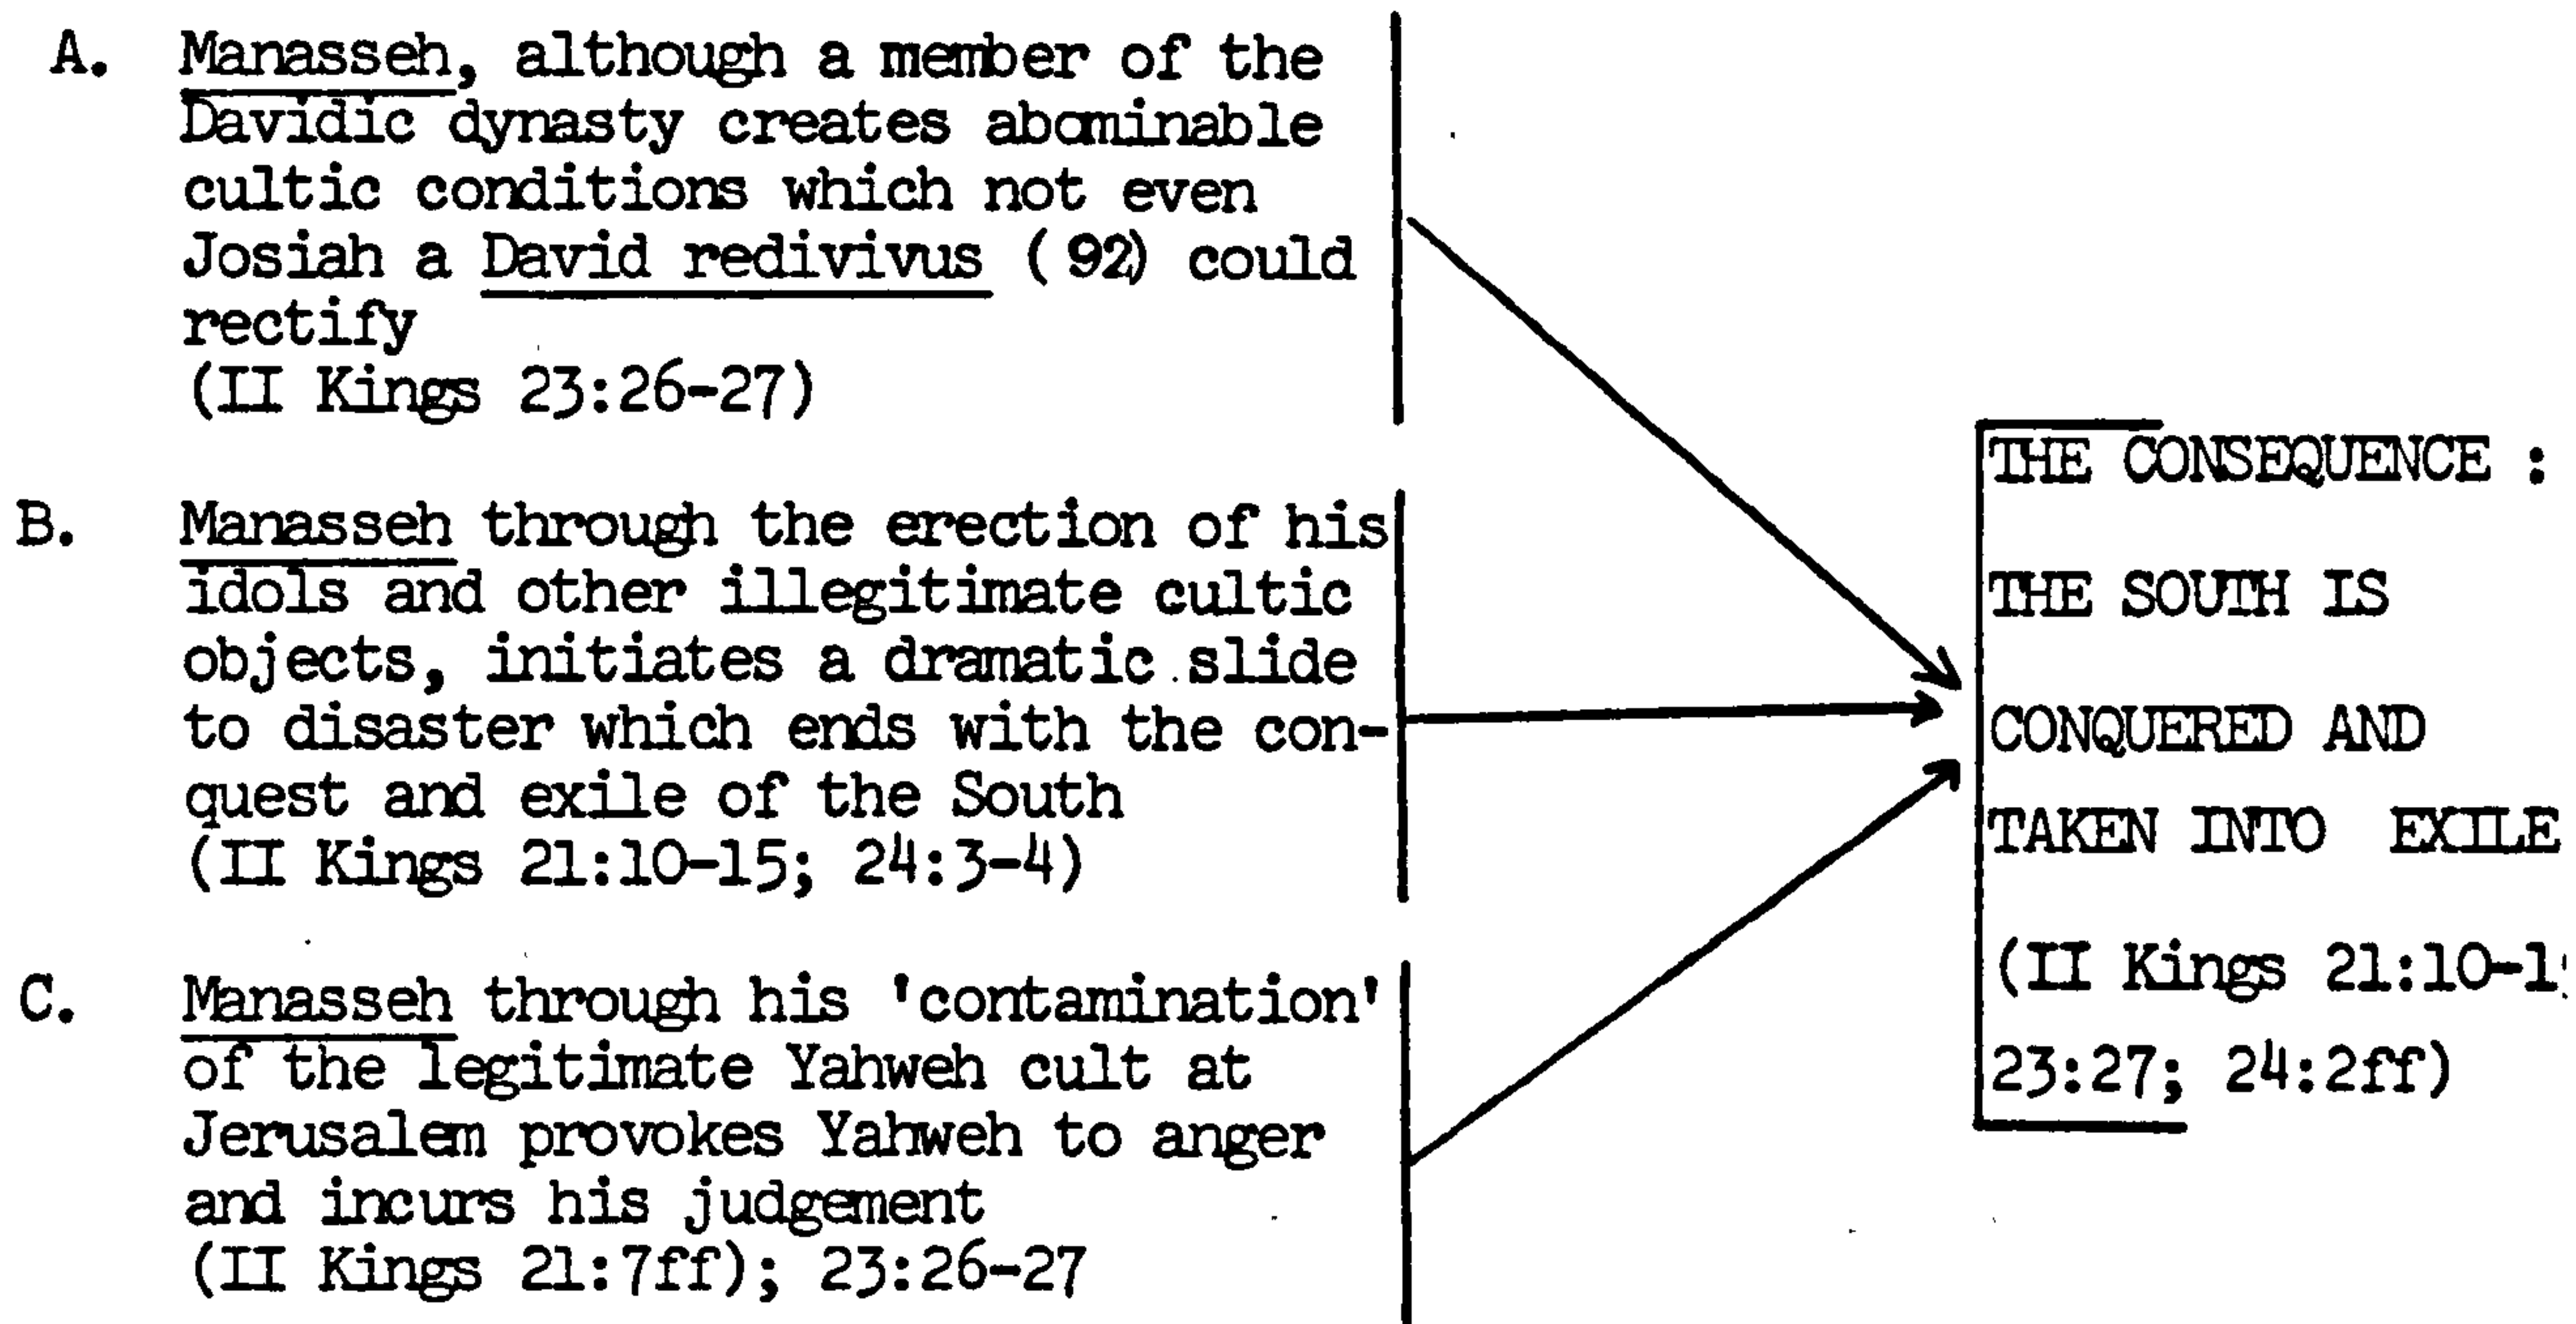 A. Manasseh, although a member of the
Davidic dynasty creates abominable
cultic conditions which not even
Josiah a David redivivus (92) could
rectify
(II Kings 23:26-27)
B. Manasseh through the erection of his
idols and other illegitimate cultic
objects, initiates a dramatic slide
to disaster which ends with the con-
quest and exile of the South
(II Kings 21:10-15; 24:3-4)
C. Manasseh through his 'contamination'
of the legitimate Yahweh cult at
Jerusalem provokes Yahweh to anger
and incurs his judgement
(II Kings 21:7ff); 23:26-27
THE CONSEQUENCE :
THE SOUTH IS
CONQUERED AND
TAKEN INTO EXILE
(II Kings
23:27; 24:2ff)